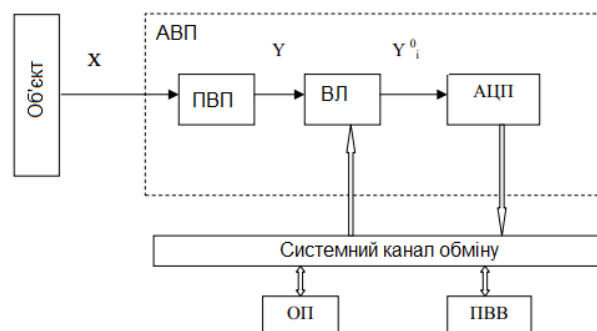 АВП
Об'єкт
X
ПВП
Y
ВЛ
Y⁰ᵢ
АЦП
Системний канал обміну
ОП
ПВВ